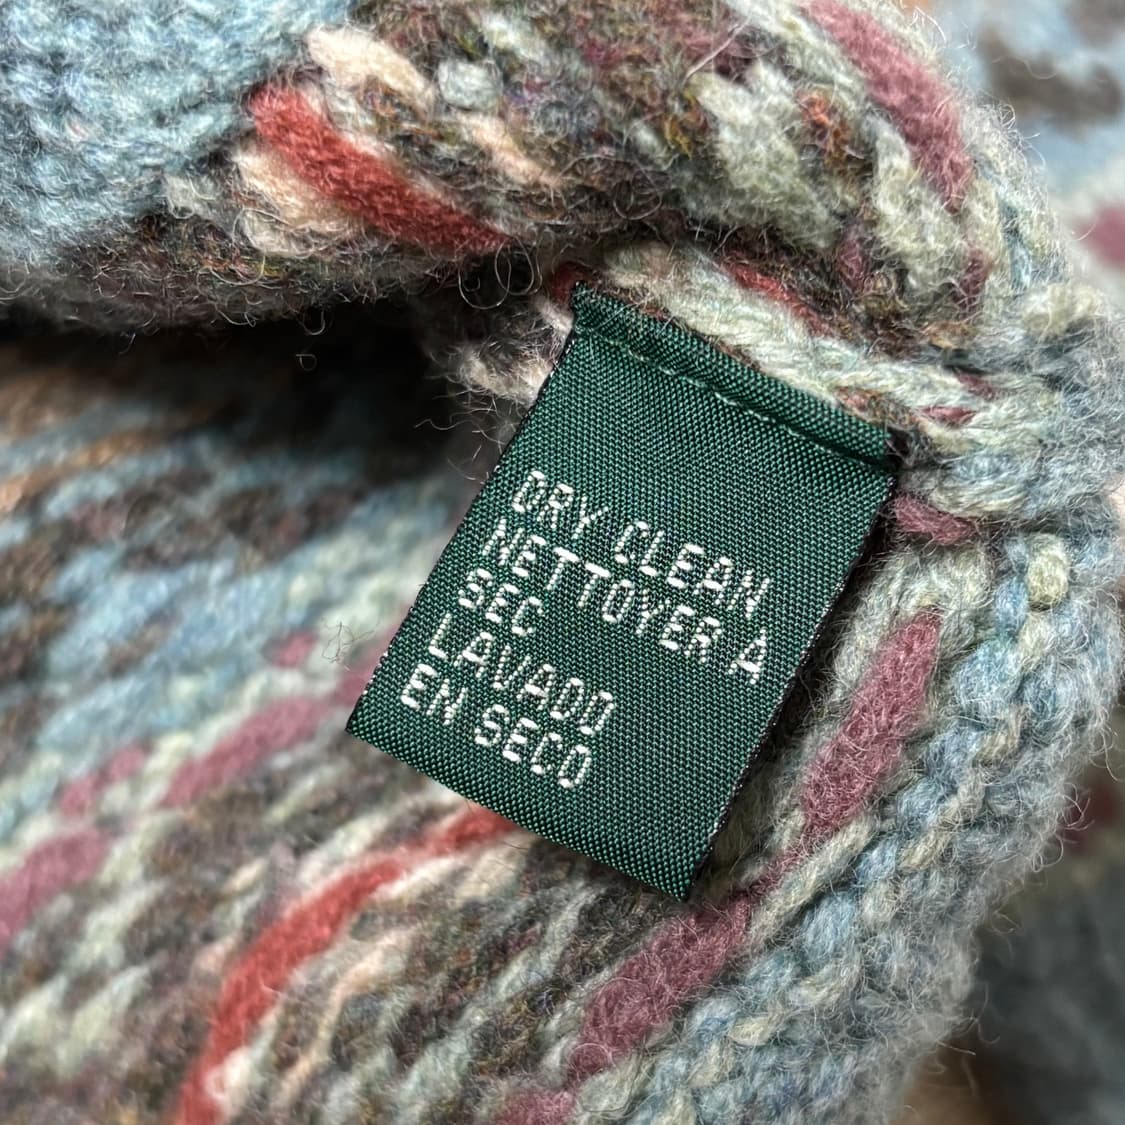 DRY CLEAN
NETTOYER A
SEC
LAVADO
EN SECO